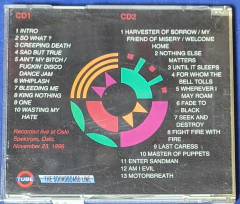 CD1
1 INTRO
2 SO WHAT ?
3 CREEPING DEATH
4 SAD BUT TRUE
5 AIN'T MY BITCH /
FUCKIN' DISCO
DANCE JAM
6 WHIPLASH
7 BLEEDING ME
8 KING NOTHING
9 ONE
10 WASTING MY
HATE
Recorded live at Oslo
Spektrum, Oslo,
November 23, 1996
TUBE
THE SOUNDBOARD LINE
CD2
1 HARVESTER OF SORROW / MY
FRIEND OF MISERY / WELCOME
HOME
2 NOTHING ELSE
MATTERS
3 UNTIL IT SLEEPS
4 FOR WHOM THE
BELL TOLLS
5 WHEREVER I
MAY ROAM
6 FADE TO
BLACK
7 SEEK AND
DESTROY
8 FIGHT FIRE WITH
FIRE
9 LAST CARESS
10 MASTER OF PUPPETS
11 ENTER SANDMAN
12 AM I EVIL
13 MOTORBREATH